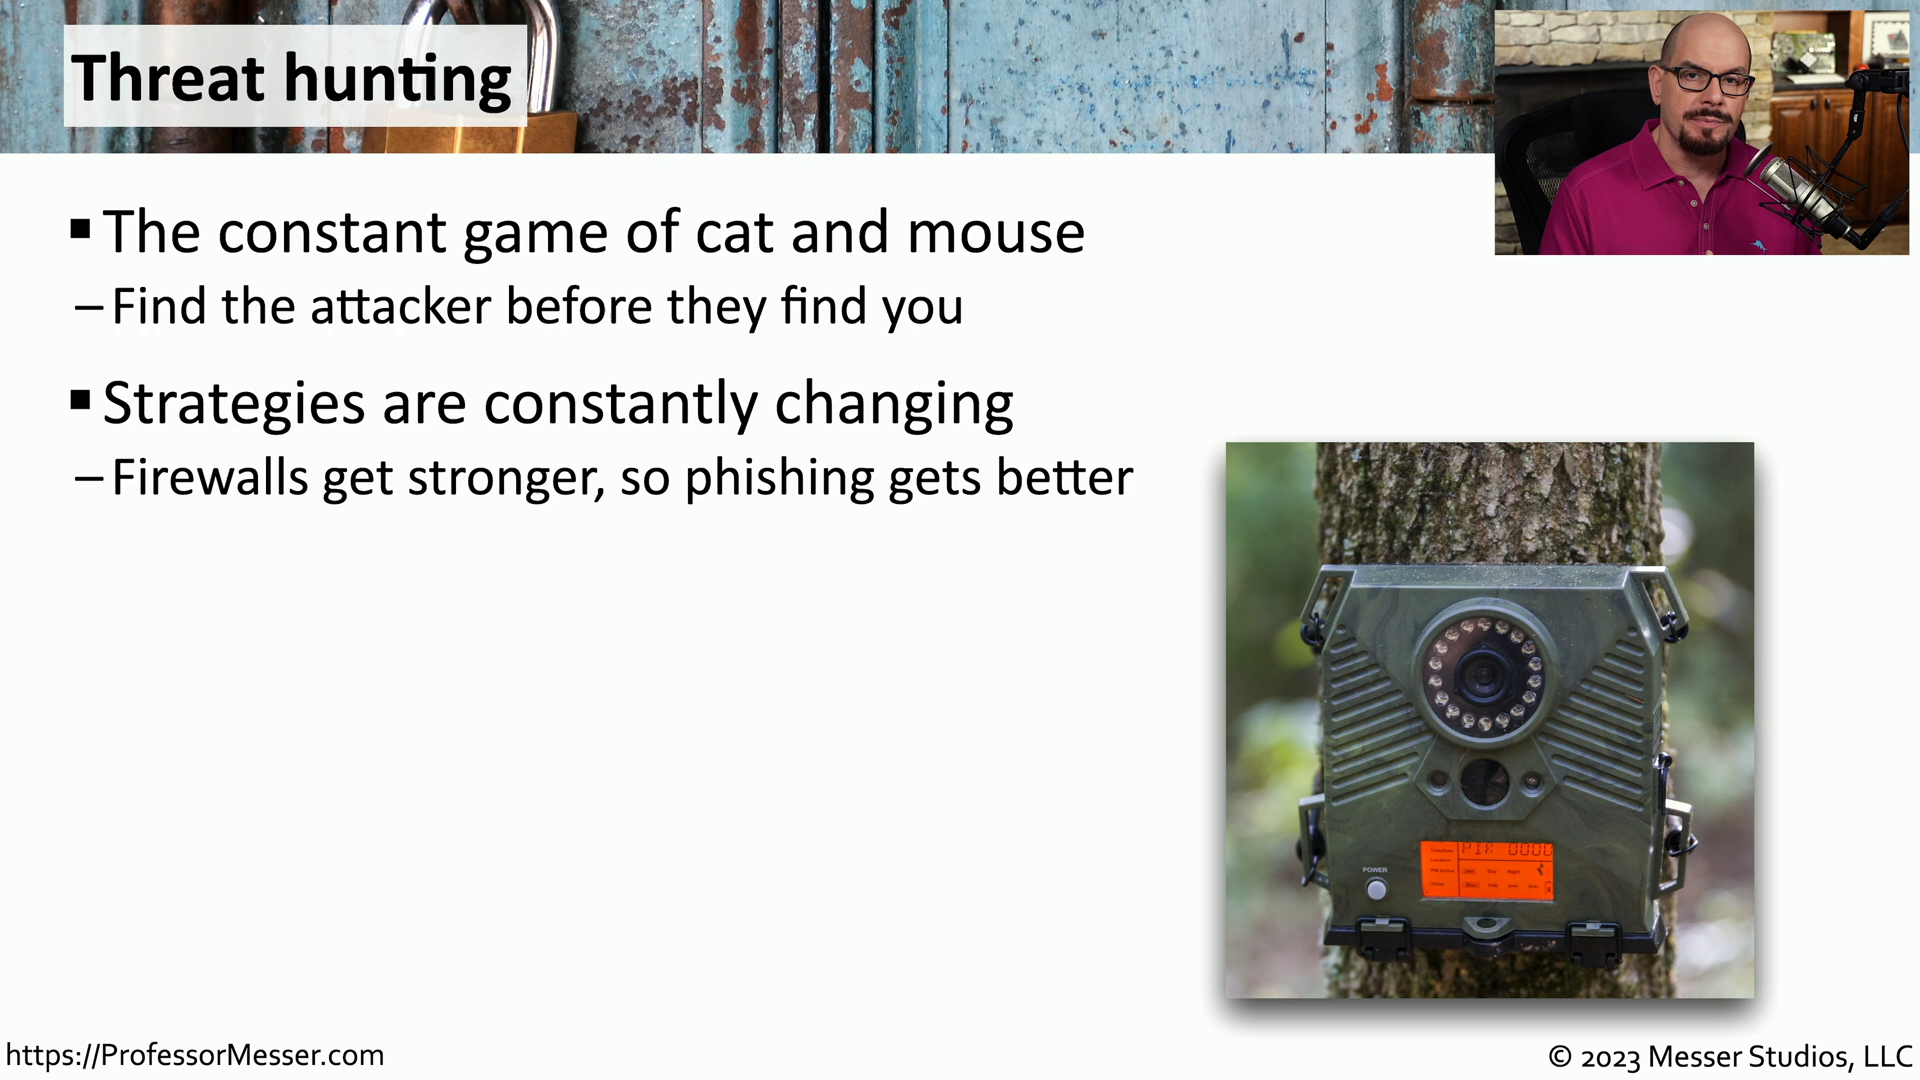 Threat hunting
▪ The constant game of cat and mouse
– Find the attacker before they find you
▪ Strategies are constantly changing
– Firewalls get stronger, so phishing gets better
POWER
https://ProfessorMesser.com
© 2023 Messer Studios, LLC